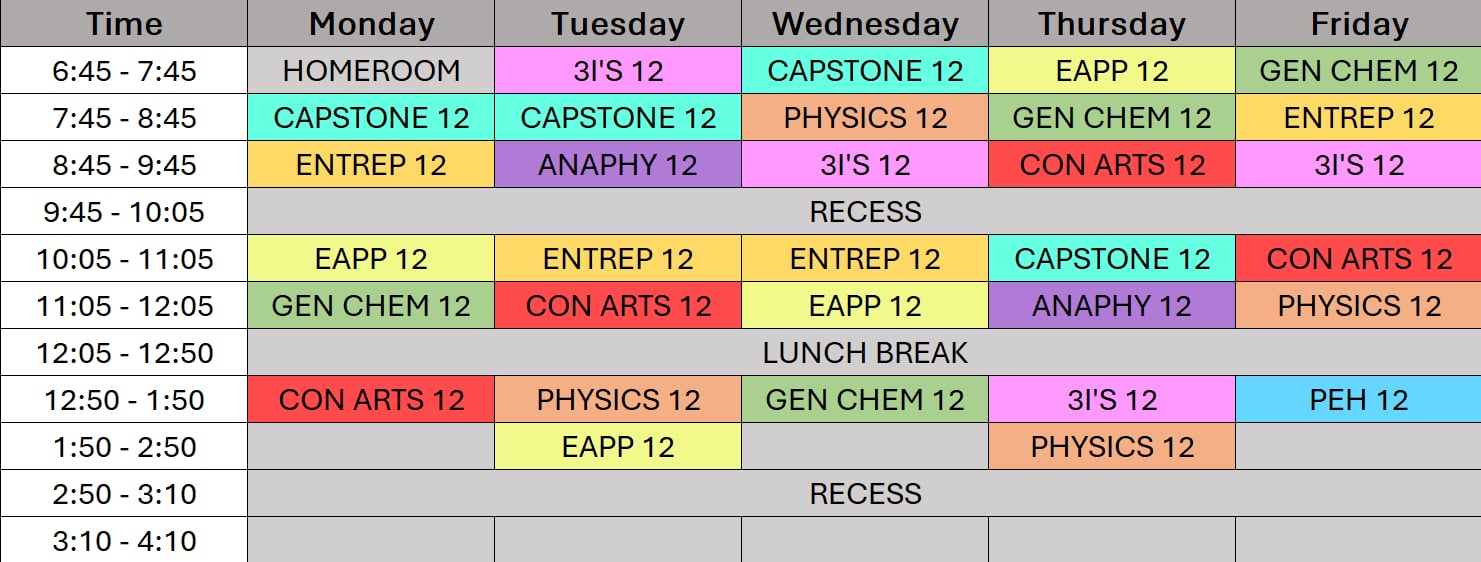 Time Monday Tuesday Wednesday Thursday Friday
6:45 - 7:45 HOMEROOM 3I'S 12 CAPSTONE 12 EAPP 12 GEN CHEM 12
7:45 - 8:45 CAPSTONE 12 CAPSTONE 12 PHYSICS 12 GEN CHEM 12 ENTREP 12
8:45 - 9:45 ENTREP 12 ANAPHY 12 3I'S 12 CON ARTS 12 3I'S 12
9:45 - 10:05 RECESS
10:05 - 11:05 EAPP 12 ENTREP 12 ENTREP 12 CAPSTONE 12 CON ARTS 12
11:05 - 12:05 GEN CHEM 12 CON ARTS 12 EAPP 12 ANAPHY 12 PHYSICS 12
12:05 - 12:50 LUNCH BREAK
12:50 - 1:50 CON ARTS 12 PHYSICS 12 GEN CHEM 12 3I'S 12 PEH 12
1:50 - 2:50 EAPP 12 PHYSICS 12
2:50 - 3:10 RECESS
3:10 - 4:10